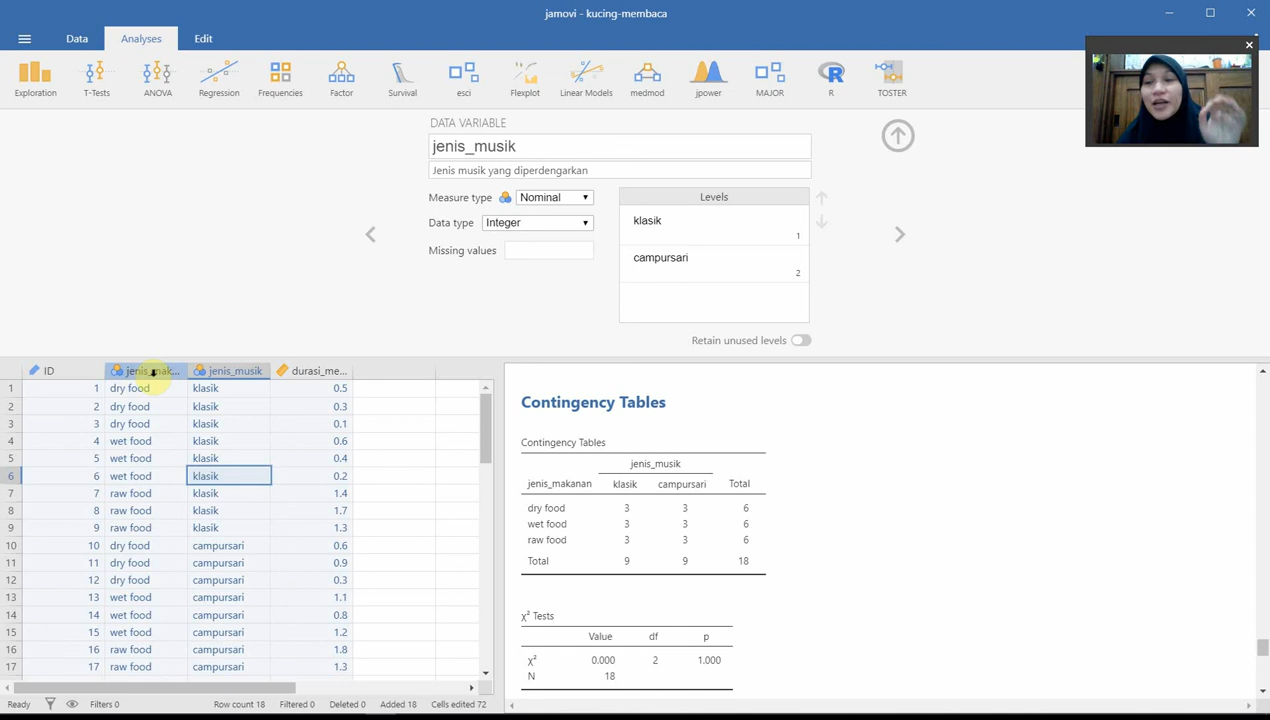 jamovi - kucing-membaca
Data Analyses Edit
Exploration T-Tests ANOVA Regression Frequencies Factor Survival esci Flexplot Linear Models medmod jpower MAJOR R TOSTER
DATA VARIABLE
jenis_musik
Jenis musik yang diperdengarkan
Measure type Nominal
Data type Integer
Missing values
Levels
klasik
1
campursari
2
Retain unused levels
ID jenis_mak... jenis_musik durasi_me...
1 1 dry food klasik 0.5
2 2 dry food klasik 0.3
3 3 dry food klasik 0.1
4 4 wet food klasik 0.6
5 5 wet food klasik 0.4
6 6 wet food klasik 0.2
7 7 raw food klasik 1.4
8 8 raw food klasik 1.7
9 9 raw food klasik 1.3
10 10 dry food campursari 0.6
11 11 dry food campursari 0.9
12 12 dry food campursari 0.3
13 13 wet food campursari 1.1
14 14 wet food campursari 0.8
15 15 wet food campursari 1.2
16 16 raw food campursari 1.8
17 17 raw food campursari 1.3
Ready Filters 0 Row count 18 Filtered 0 Deleted 0 Added 18 Cells edited 72
Contingency Tables
Contingency Tables
jenis_musik
jenis_makanan klasik campursari Total
dry food 3 3 6
wet food 3 3 6
raw food 3 3 6
Total 9 9 18
χ² Tests
Value df p
χ² 0.000 2 1.000
N 18